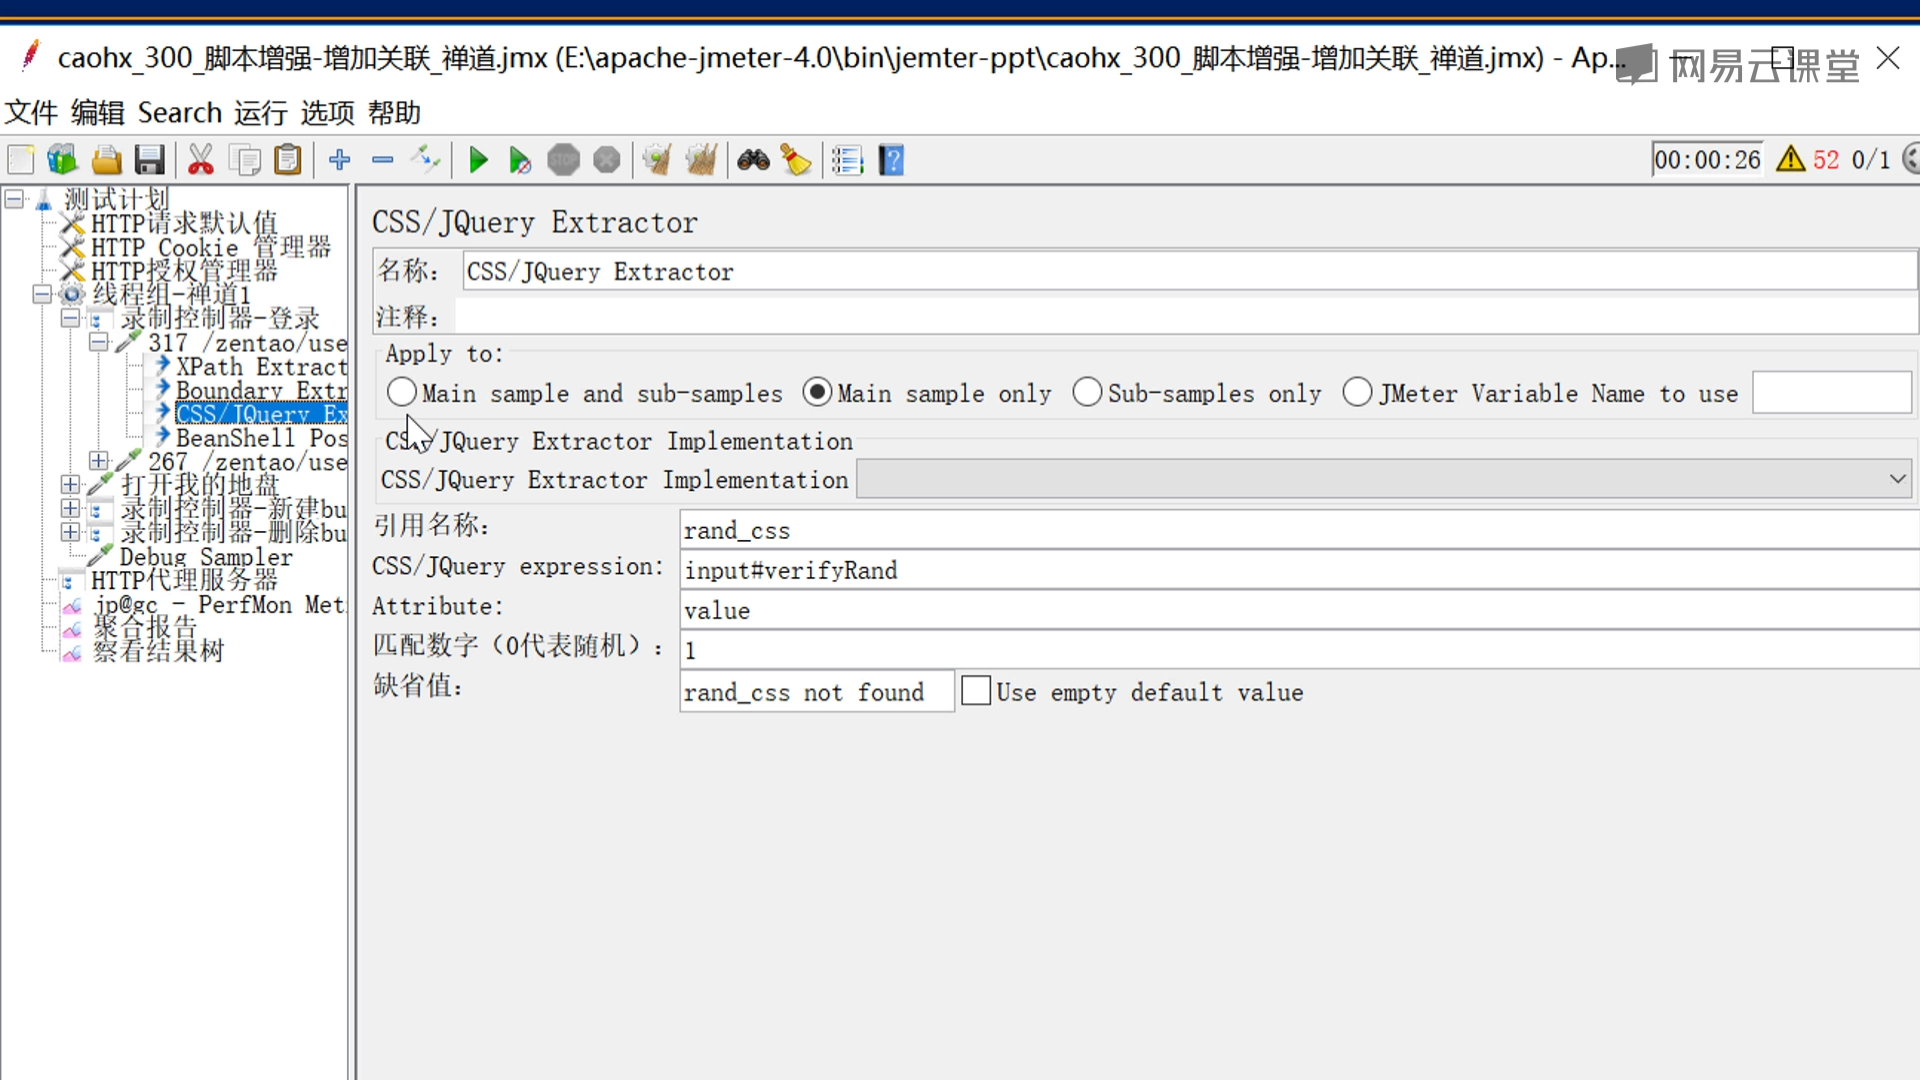 caohx_300_脚本增强-增加关联_禅道.jmx (E:\apache-jmeter-4.0\bin\jemter-ppt\caohx_300_脚本增强-增加关联_禅道.jmx) - Ap...
网易云课堂
文件 编辑 Search 运行 选项 帮助
STOP
00:00:26 52 0/1
测试计划
HTTP请求默认值
HTTP Cookie 管理器
HTTP授权管理器
线程组-禅道1
录制控制器-登录
317 /zentao/use
XPath Extract
Boundary Extr
CSS/JQuery Ex
BeanShell Pos
267 /zentao/use
打开我的地盘
录制控制器-新建bu
录制控制器-删除bu
Debug Sampler
HTTP代理服务器
jp@gc - PerfMon Met
聚合报告
察看结果树
CSS/JQuery Extractor
名称: CSS/JQuery Extractor
注释:
Apply to:
Main sample and sub-samples Main sample only Sub-samples only JMeter Variable Name to use
CSS/JQuery Extractor Implementation
CSS/JQuery Extractor Implementation
引用名称: rand_css
CSS/JQuery expression: input#verifyRand
Attribute: value
匹配数字（0代表随机）: 1
缺省值: rand_css not found Use empty default value